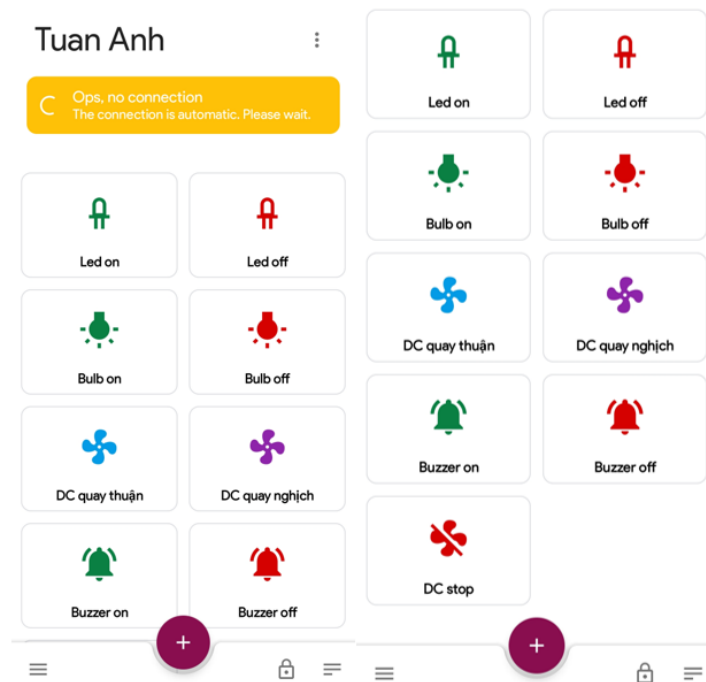 Tuan Anh
Ops, no connection
The connection is automatic. Please wait.
Led on
Led off
Bulb on
Bulb off
DC quay thuận
DC quay nghịch
Buzzer on
Buzzer off
Led on
Led off
Bulb on
Bulb off
DC quay thuận
DC quay nghịch
Buzzer on
Buzzer off
DC stop